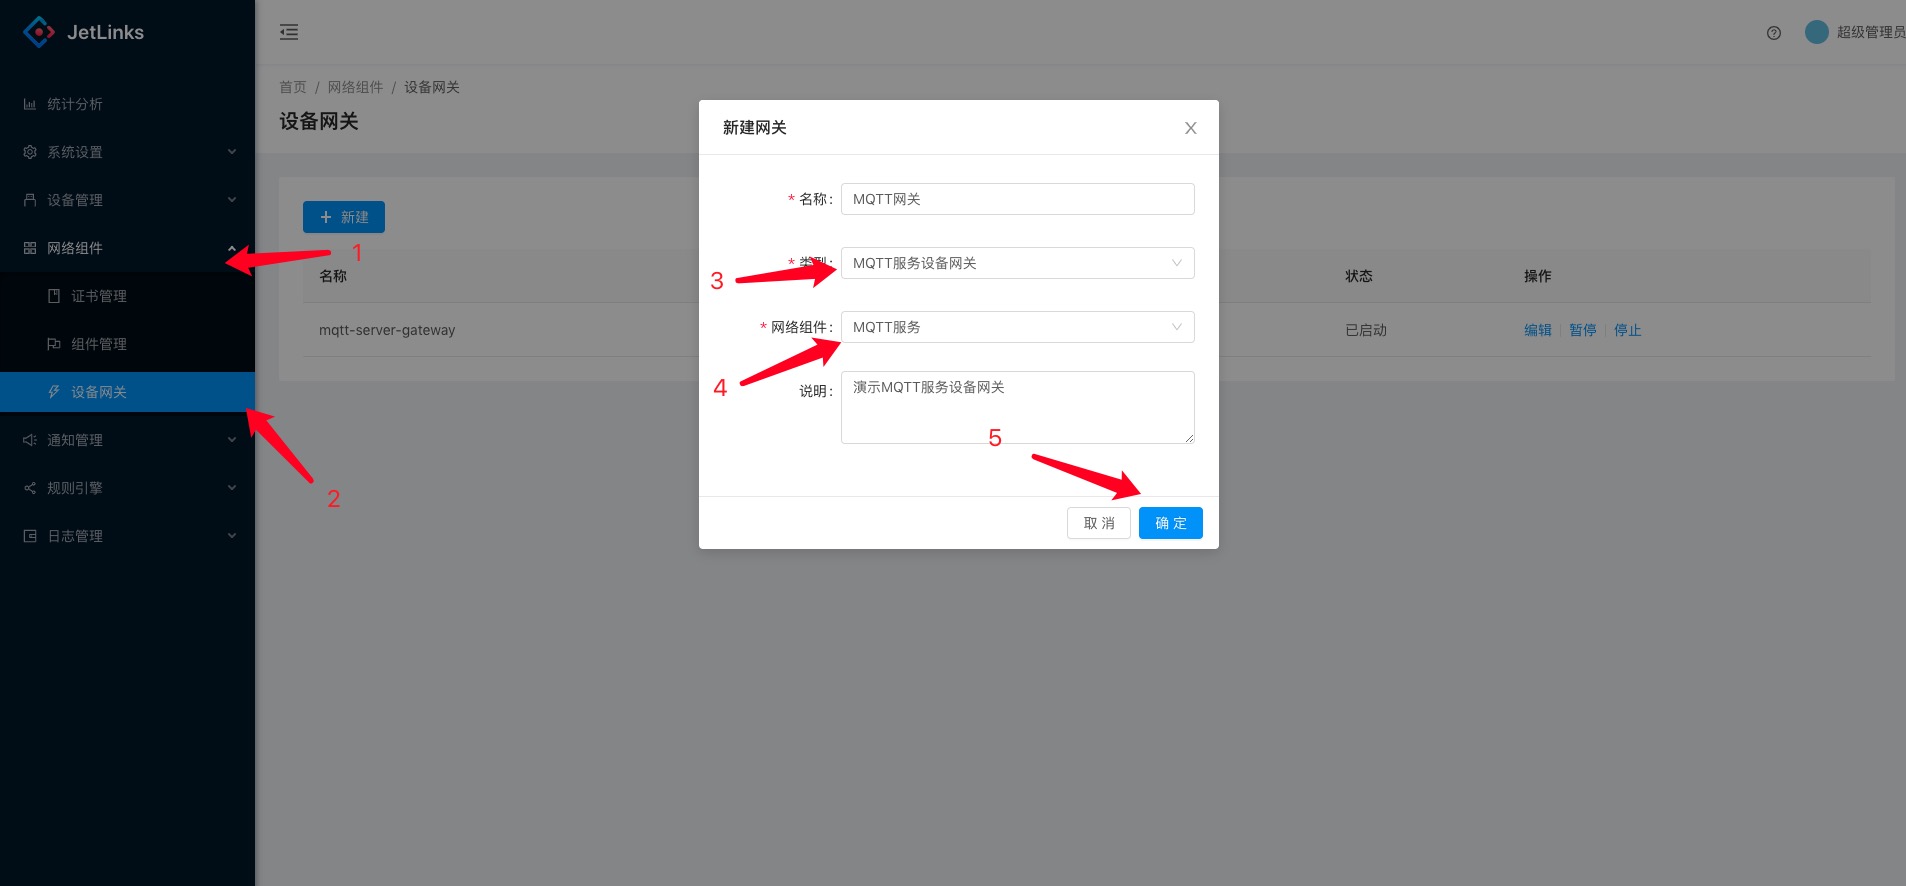 JetLinks
超级管理员
统计分析
系统设置
设备管理
网络组件
证书管理
组件管理
设备网关
通知管理
规则引擎
日志管理
1
2
首页 / 网络组件 / 设备网关
设备网关
+ 新建
名称
状态
操作
mqtt-server-gateway
已启动
编辑
暂停
停止
新建网关
* 名称:
MQTT网关
* 类型:
MQTT服务设备网关
3
* 网络组件:
MQTT服务
4
说明:
演示MQTT服务设备网关
5
取 消
确 定